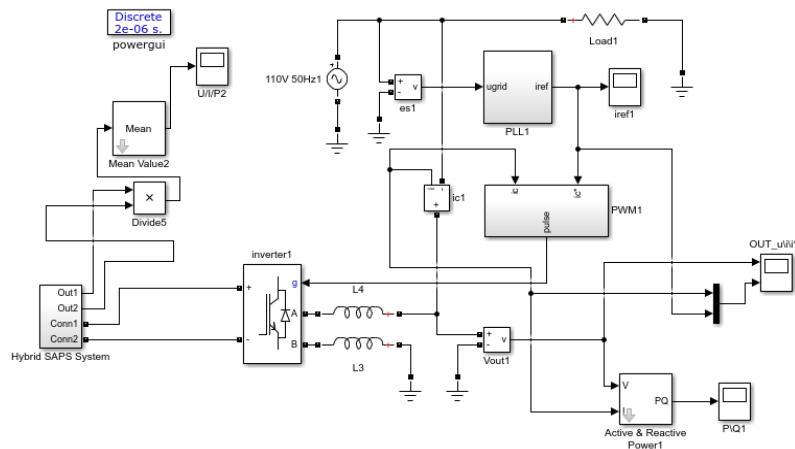 Discrete
2e-06 s.
powergui
U/I/P2
Mean
Mean Value2
×
Divide5
Out1
Out2
Conn1
Conn2
Hybrid SAPS System
110V 50Hz1
+
-
v
es1
ugrid
iref
PLL1
iref1
Load1
ic1
+
ic
ic*
pulse
PWM1
inverter1
+
-
g
A
B
L4
L3
+
-
v
Vout1
V
I
PQ
Active & Reactive
Power1
P\Q1